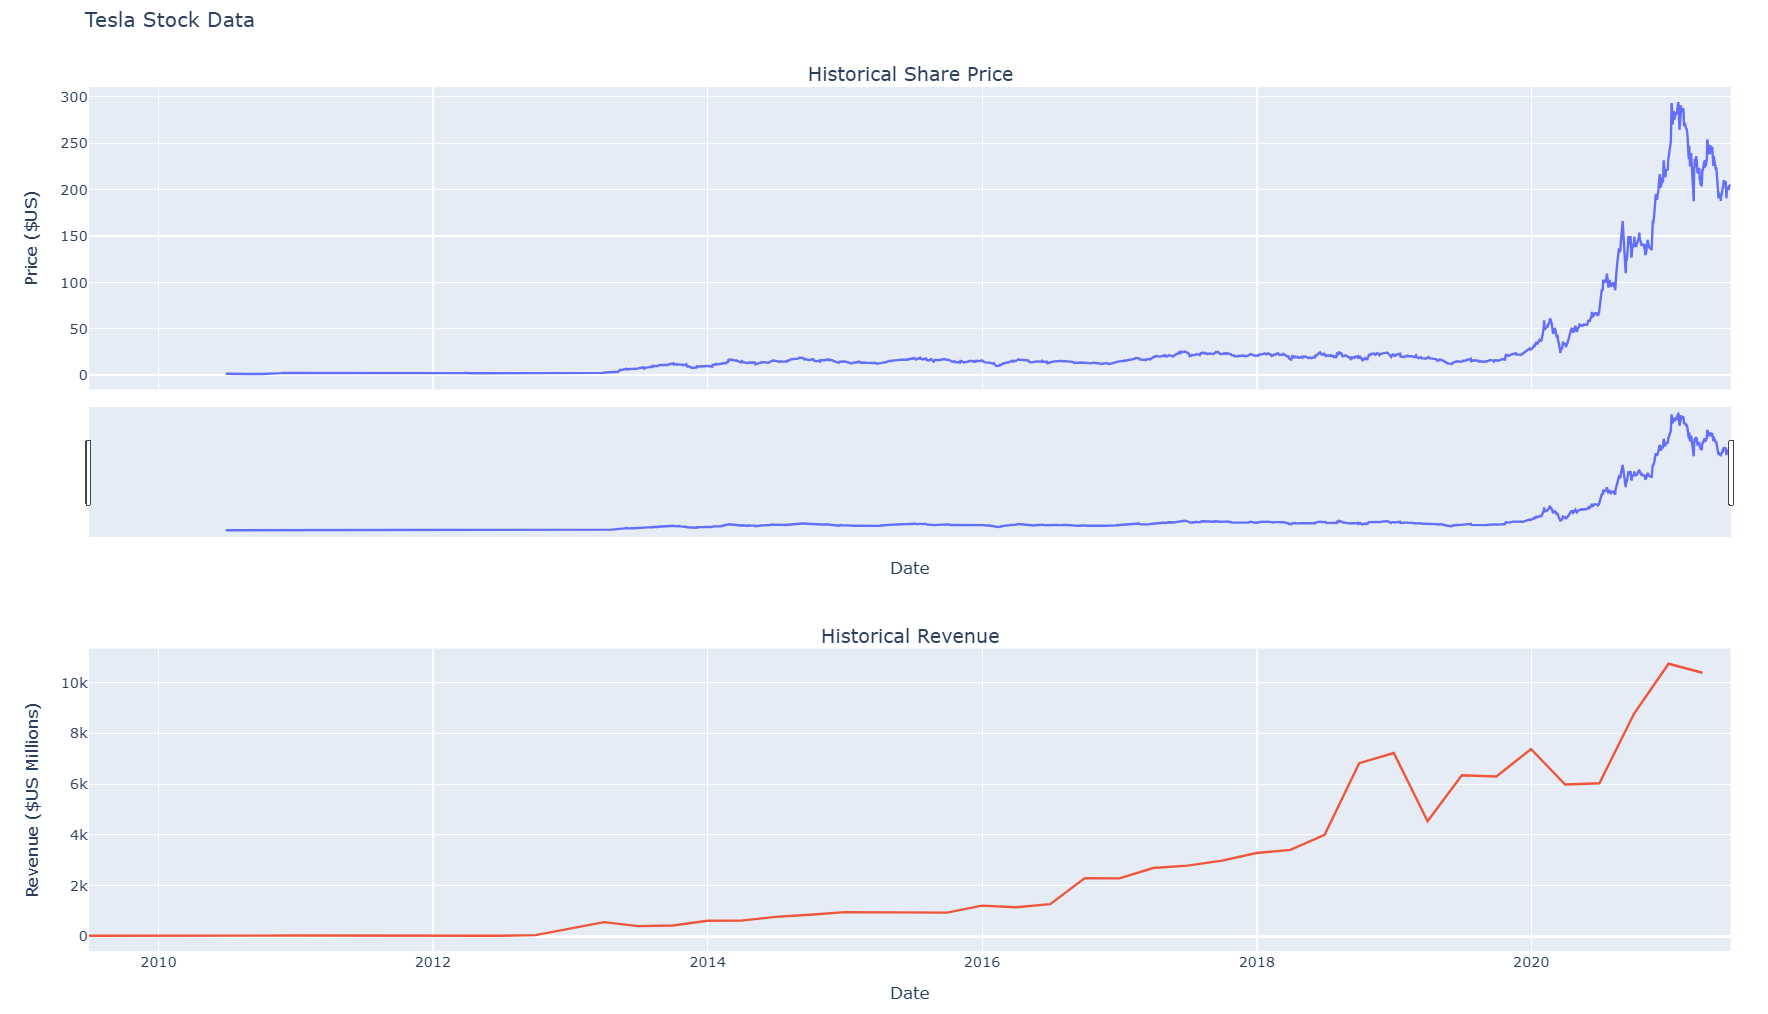 Tesla Stock Data
Historical Share Price
300
250
200
150
100
50
0
Price ($US)
Date
Historical Revenue
10k
8k
6k
4k
2k
0
Revenue ($US Millions)
2010 2012 2014 2016 2018 2020
Date